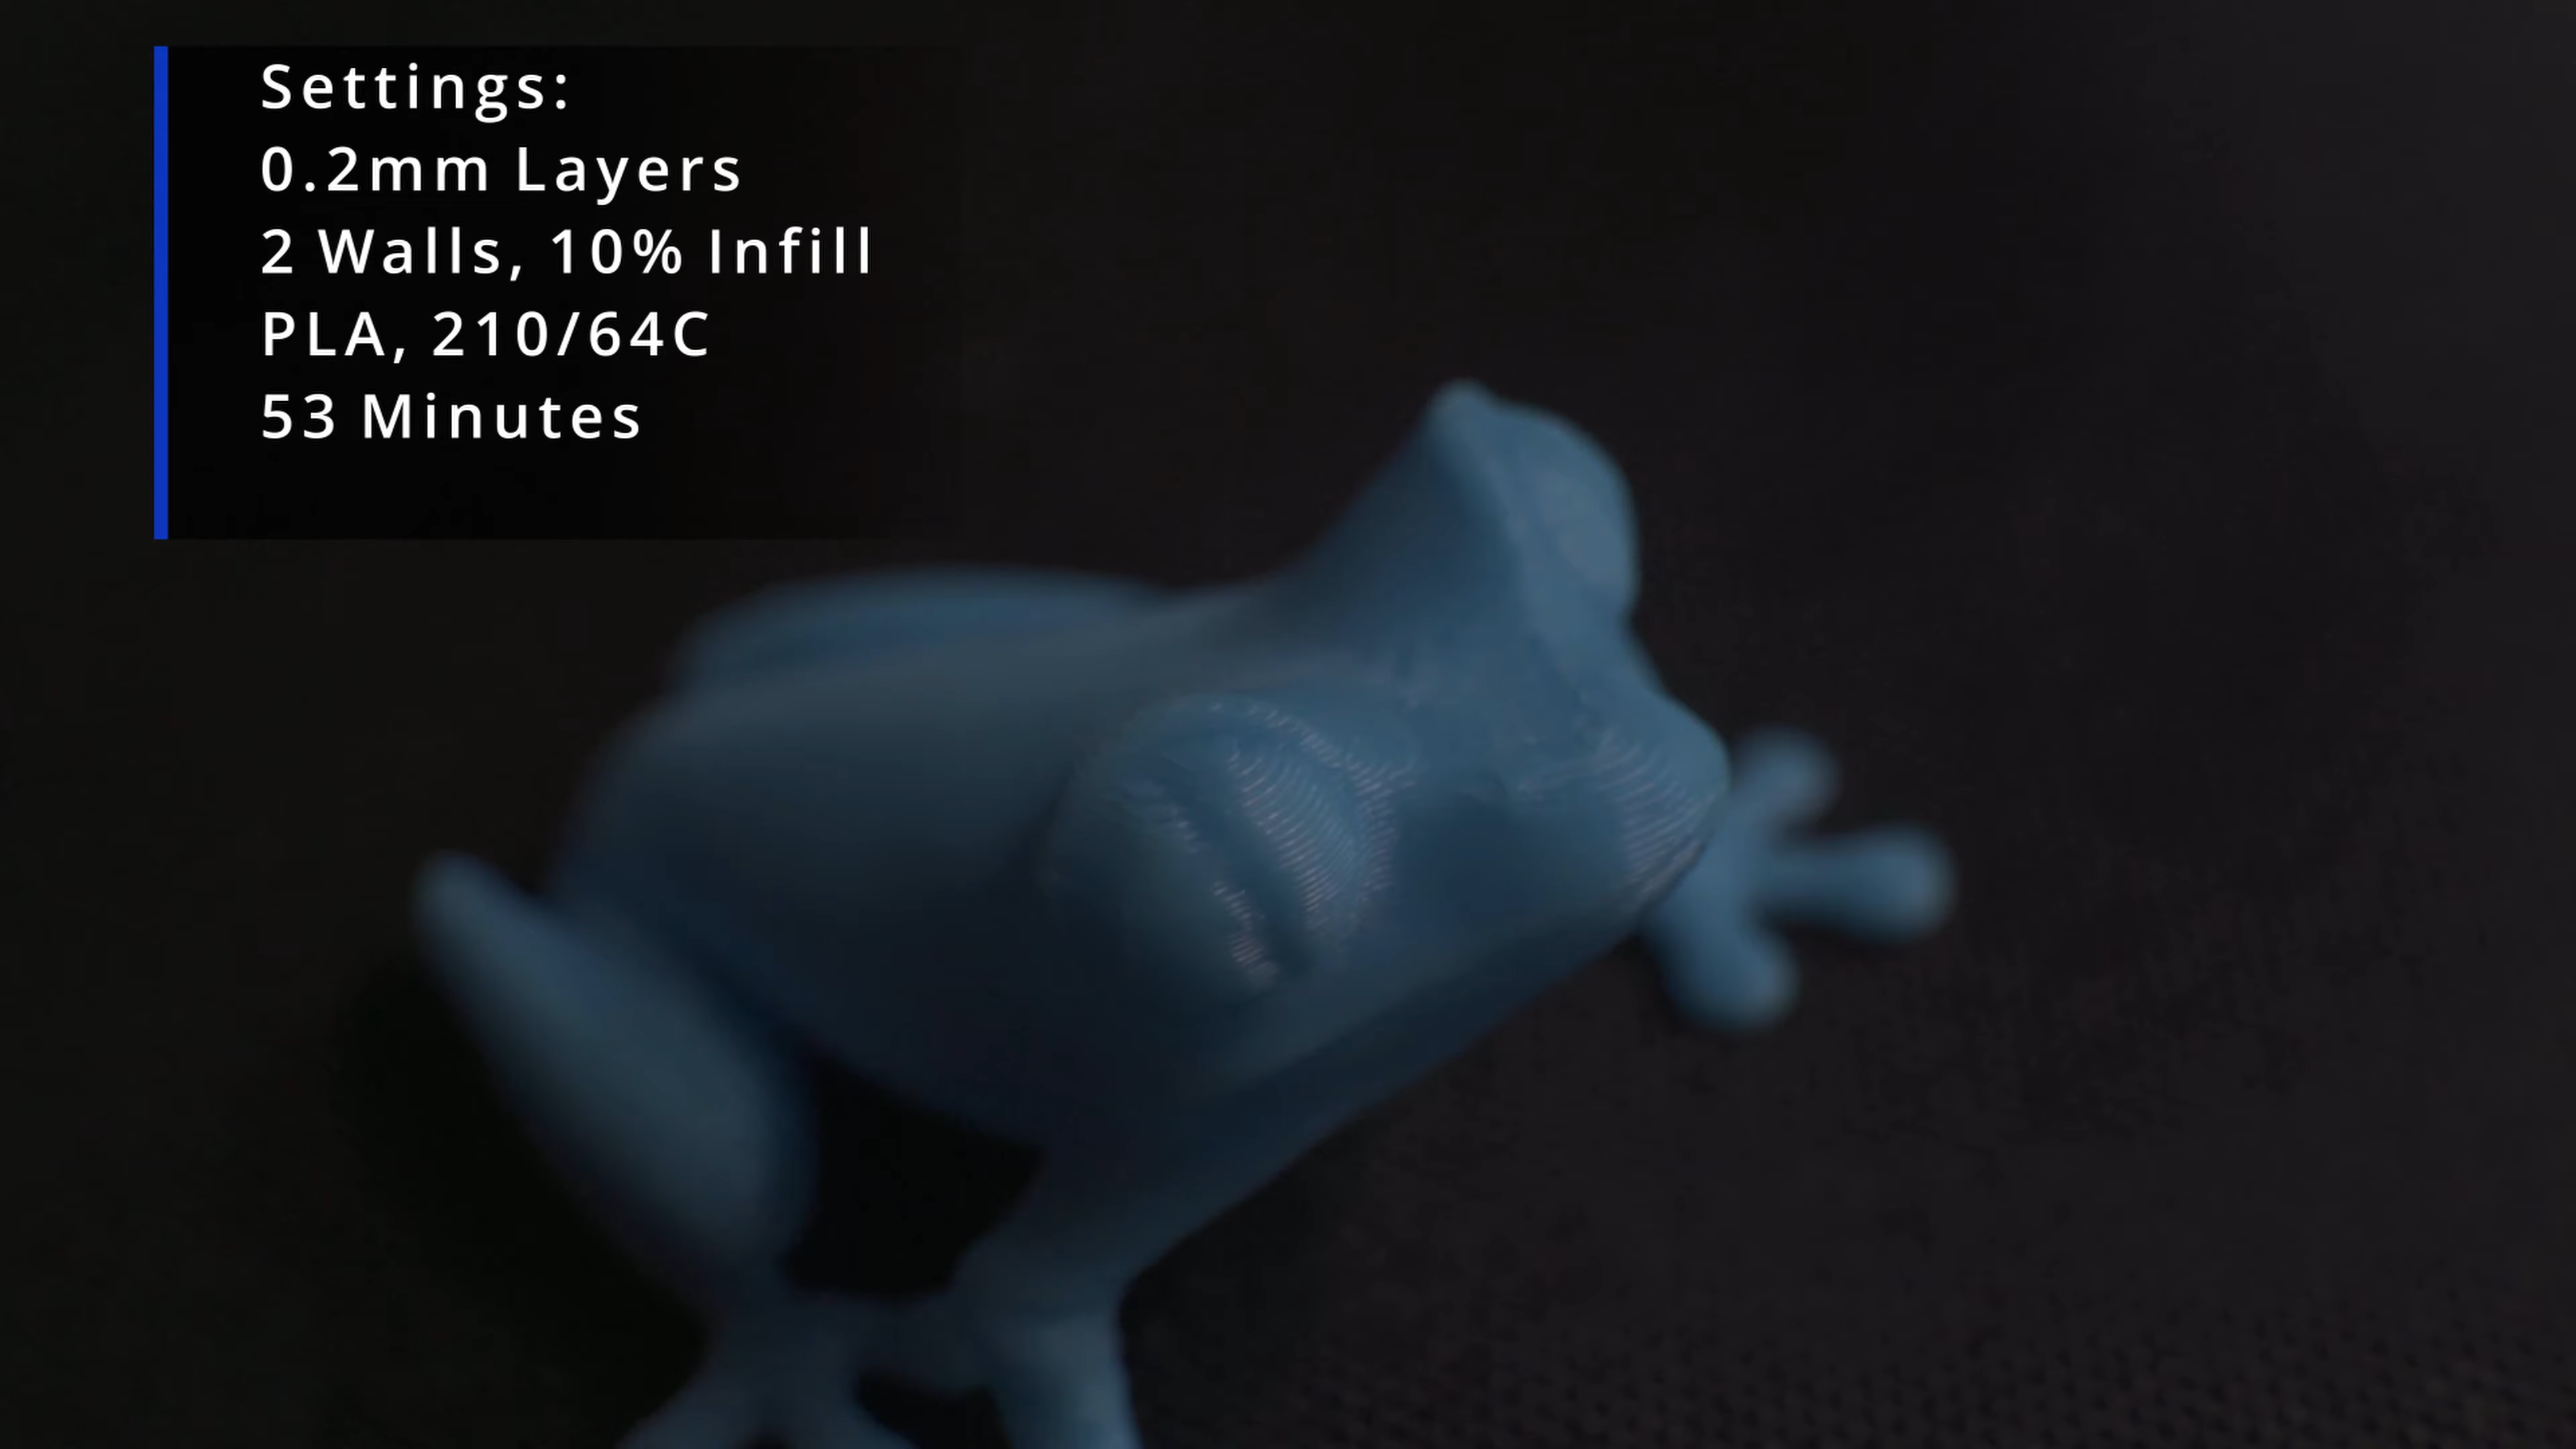 Settings:
0.2mm Layers
2 Walls, 10% Infill
PLA, 210/64C
53 Minutes